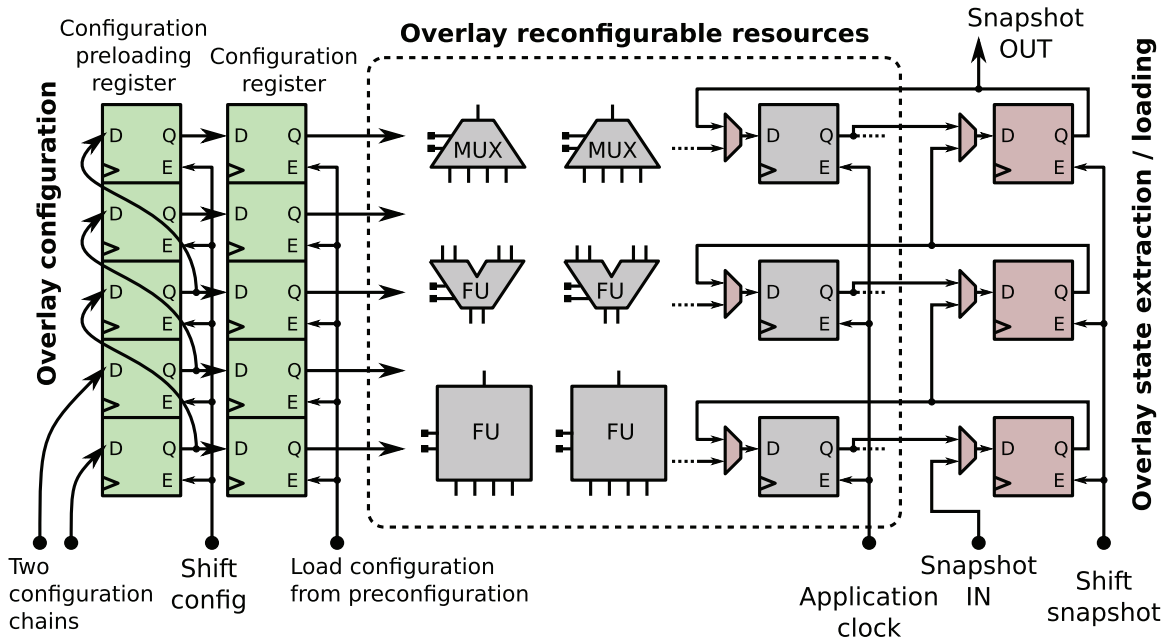 Configuration
preloading
register
Configuration
register
Overlay reconfigurable resources
Snapshot
OUT
Overlay configuration
Overlay state extraction / loading
D Q D Q
E E
D Q D Q
E E
D Q D Q
E E
D Q D Q
E E
D Q D Q
E E
MUX MUX
FU FU
FU FU
D Q D Q
E E
D Q D Q
E E
D Q D Q
E E
Two
configuration
chains
Shift
config
Load configuration
from preconfiguration
Application
clock
Snapshot
IN
Shift
snapshot